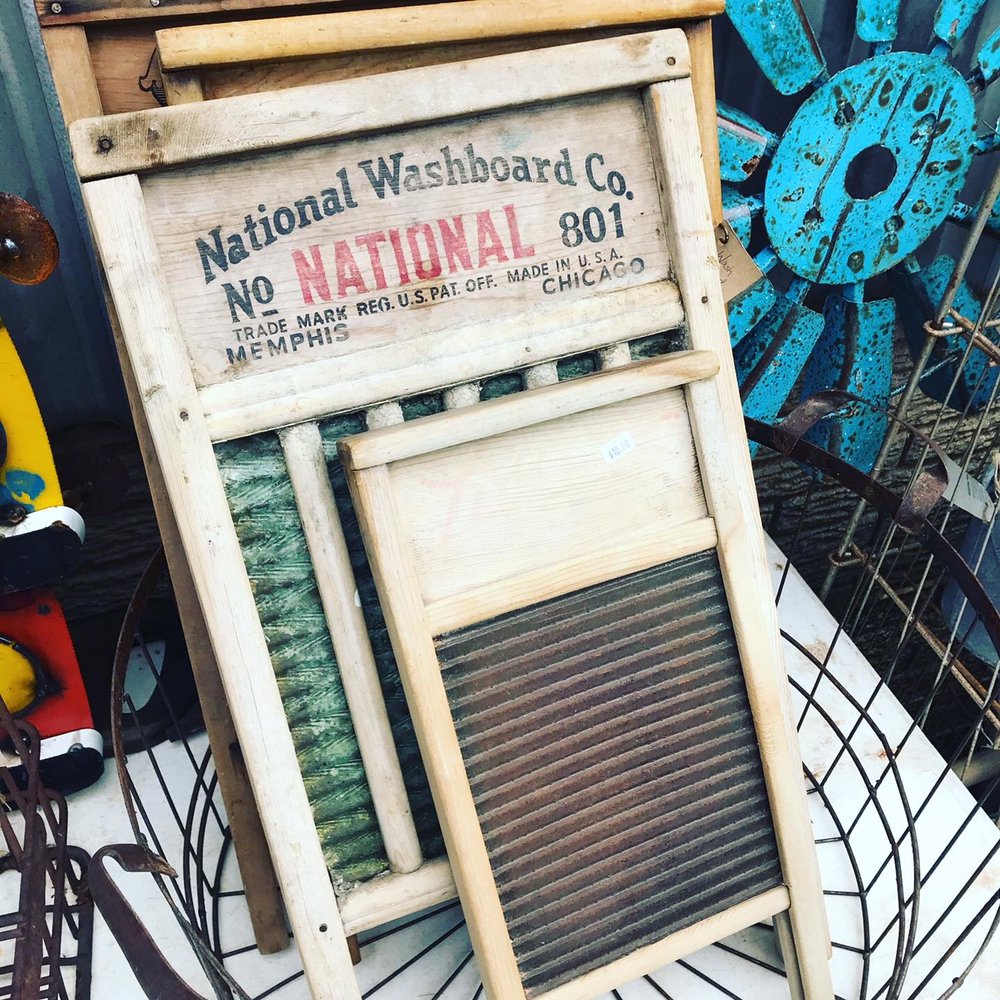 National Washboard Co.
No NATIONAL 801
TRADE MARK REG. U.S. PAT. OFF. MADE IN U.S.A.
MEMPHIS CHICAGO